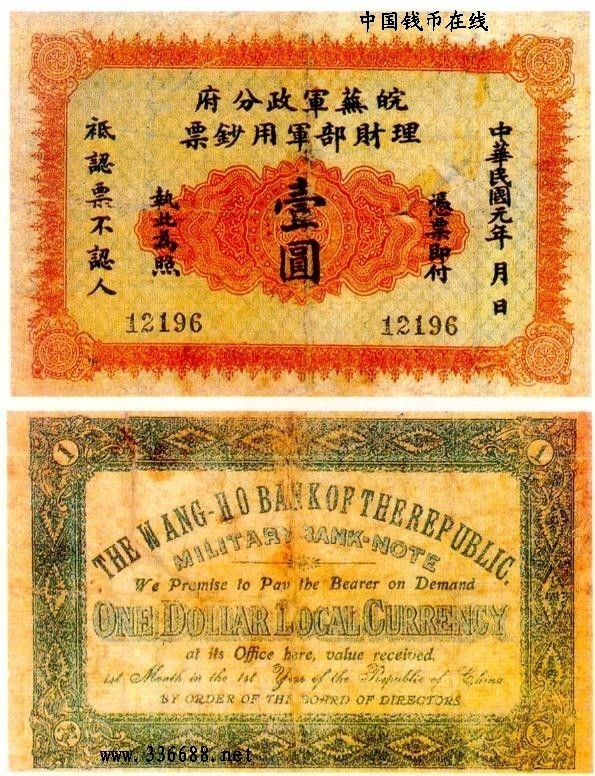 中国钱币在线
皖蕪軍政分府
理財部軍用鈔票
中華民國元年 月 日
憑票即付
壹圓
執此為照
祗認票不認人
12196
12196
1
1
THE WANG-HO BANK OF THE REPUBLIC.
MILITARY BANK-NOTE
We Promise to Pay the Bearer on Demand
ONE DOLLAR LOCAL CURRENCY
at its Office here, value received.
1st Month in the 1st Year of the Republic of China
BY ORDER OF THE BOARD OF DIRECTORS
1
1
www.336688.net